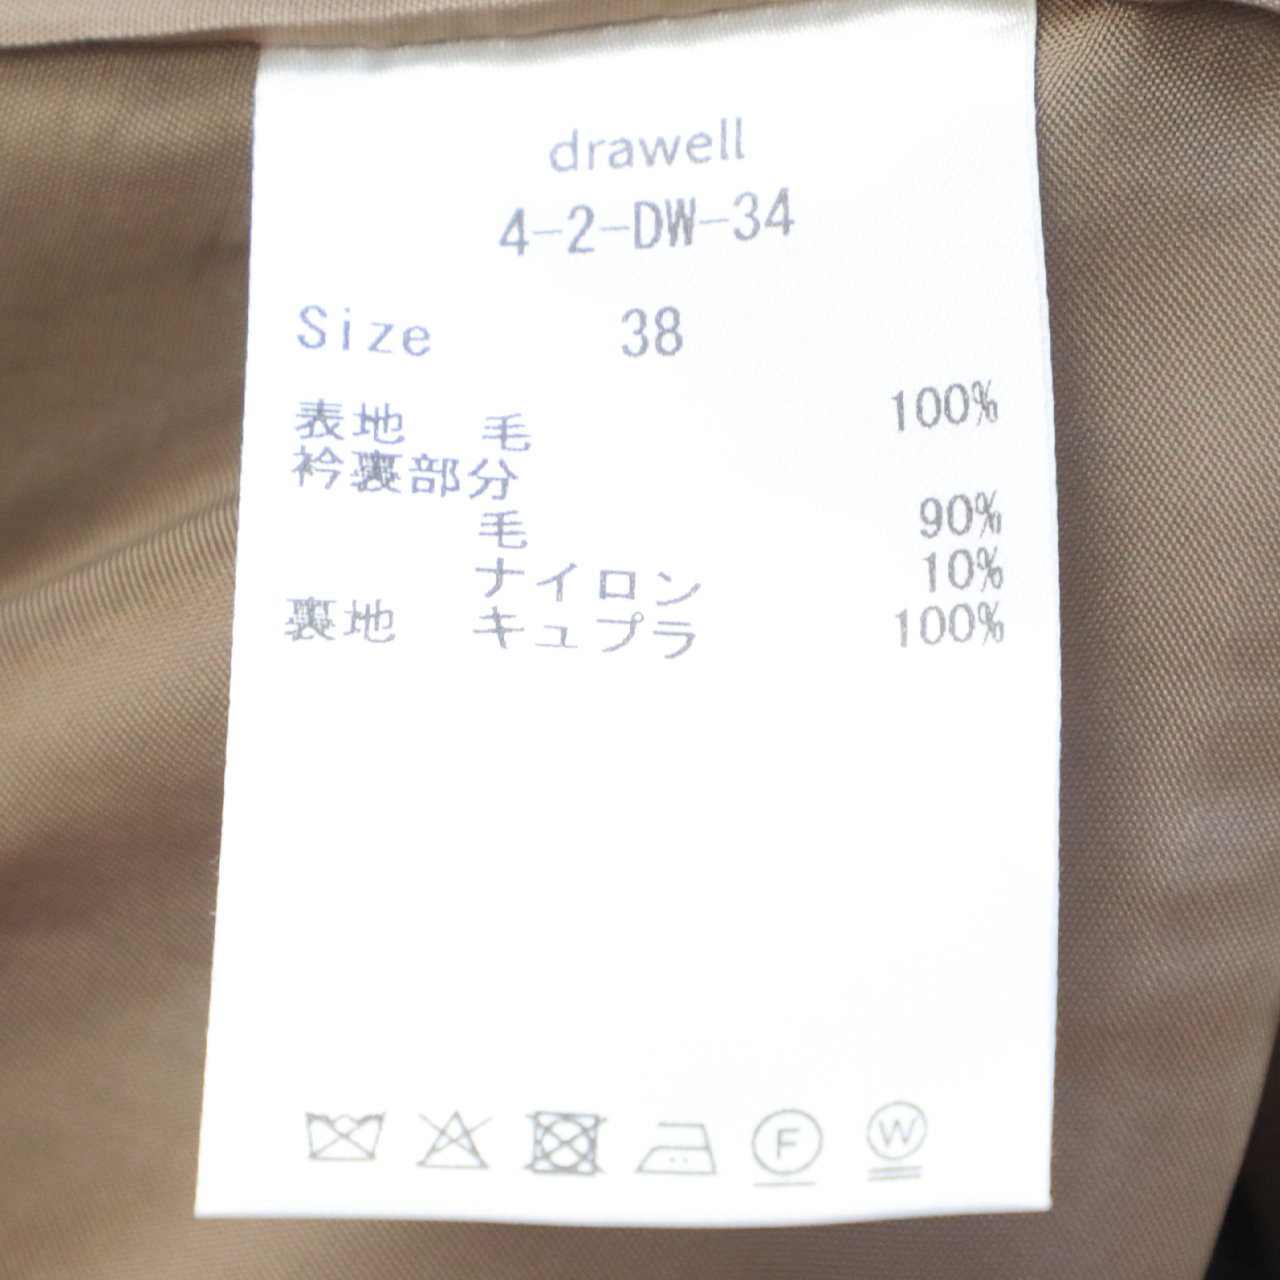 drawell
4-2-DW-34
Size 38
表地 毛 100%
衿裏部分
毛 90%
ナイロン 10%
裏地 キュプラ 100%
F W